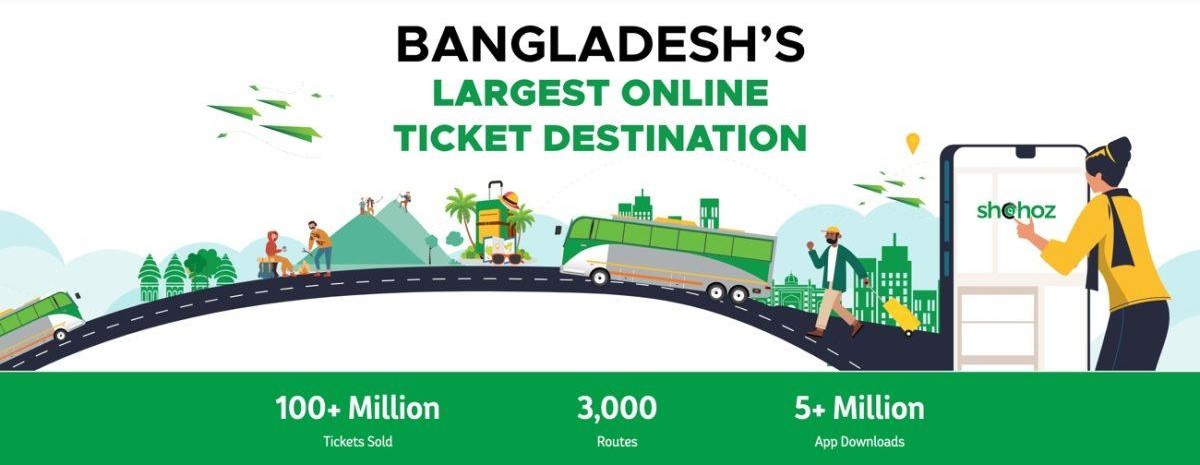 BANGLADESH'S
LARGEST ONLINE
TICKET DESTINATION
shohoz
100+ Million
Tickets Sold
3,000
Routes
5+ Million
App Downloads